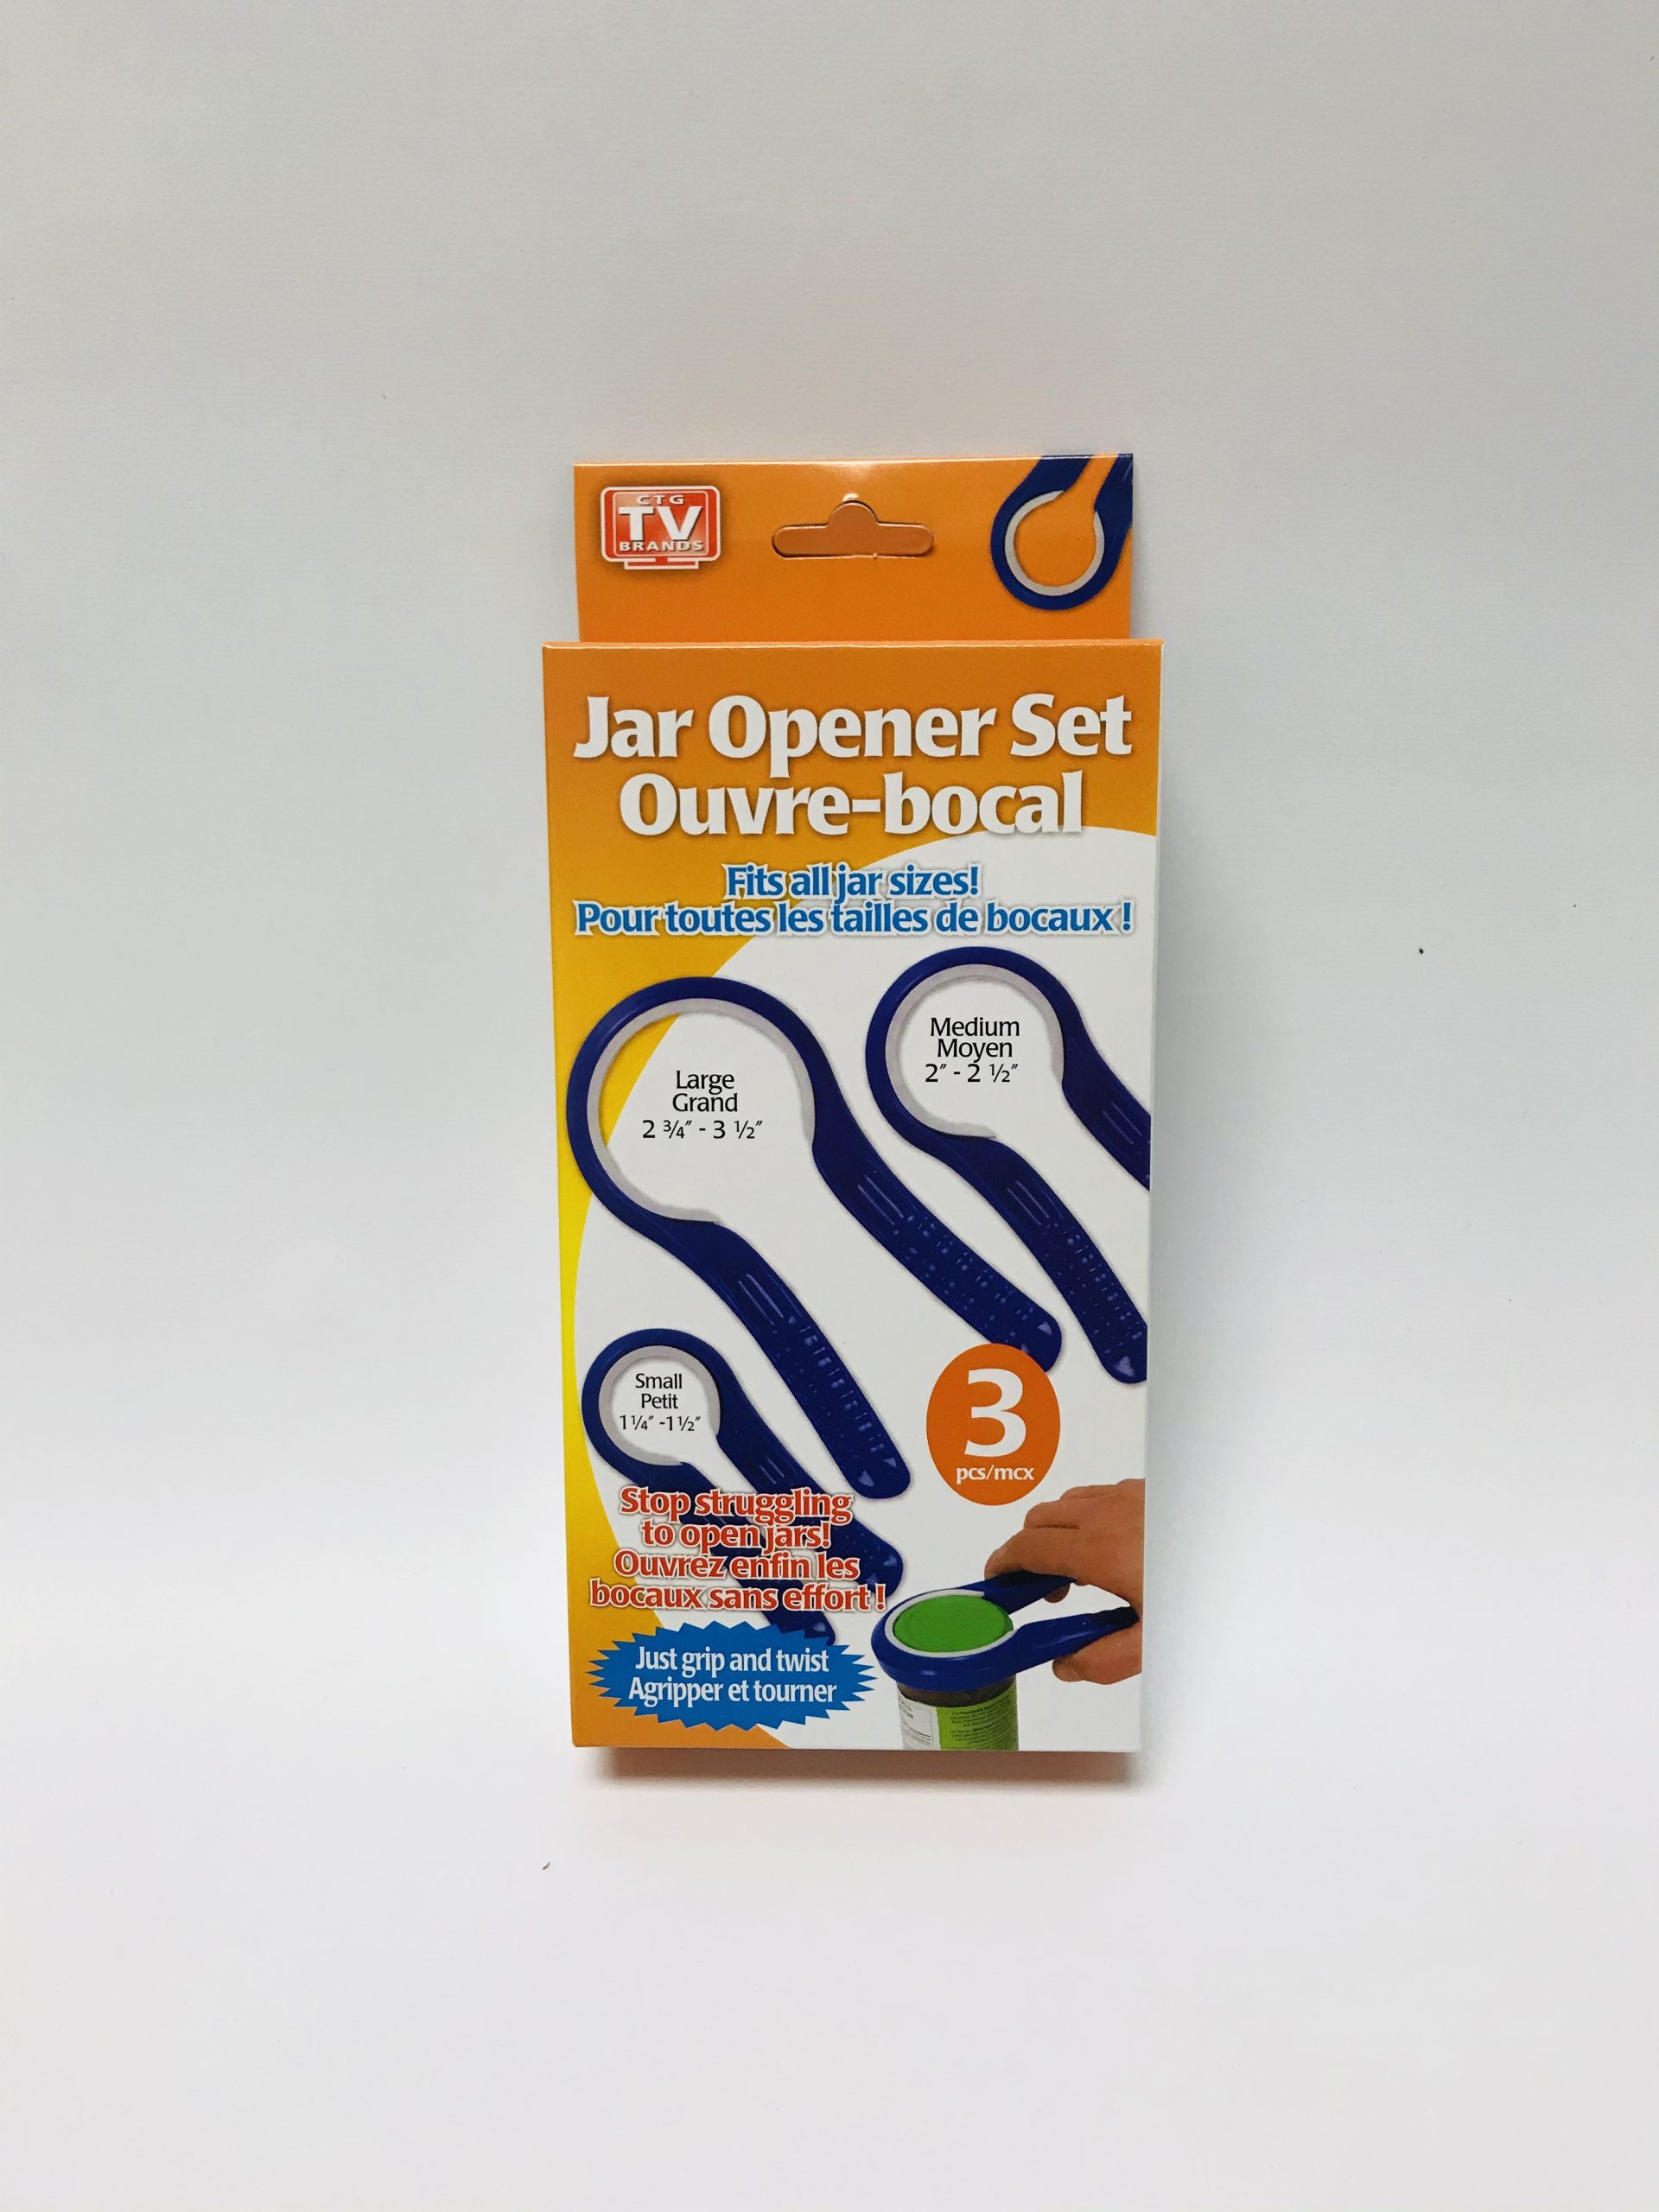 CTG
TV
BRANDS
Jar Opener Set
Ouvre-bocal
Fits all jar sizes!
Pour toutes les tailles de bocaux !
Medium
Moyen
2" - 2 ½"
Large
Grand
2 ¾" - 3 ½"
Small
Petit
1¼" -1½"
3
pcs/mcx
Stop struggling
to open jars!
Ouvrez enfin les
bocaux sans effort !
Just grip and twist
Agripper et tourner